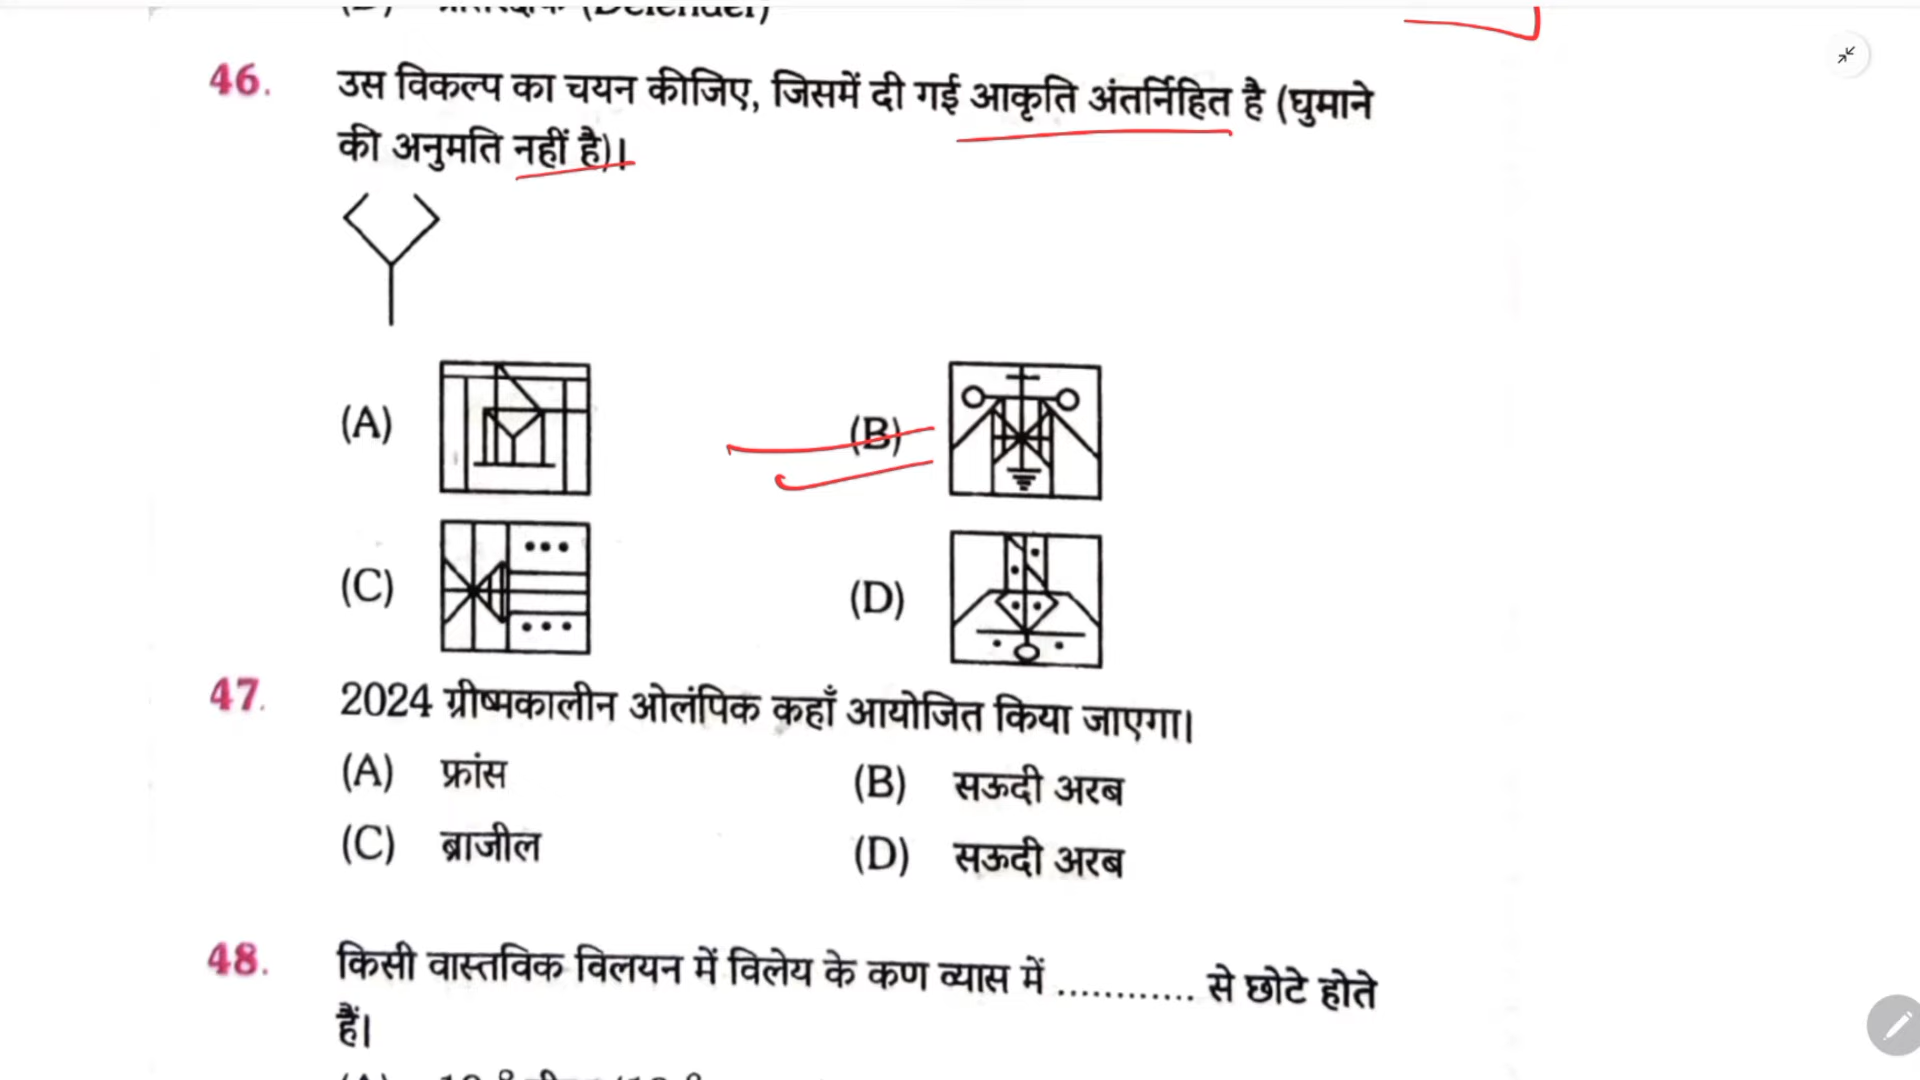 (Defender)
46. उस विकल्प का चयन कीजिए, जिसमें दी गई आकृति अंतर्निहित है (घुमाने
की अनुमति नहीं है)।
(A) (B)
(C) (D)
47. 2024 ग्रीष्मकालीन ओलंपिक कहाँ आयोजित किया जाएगा।
(A) फ्रांस (B) सऊदी अरब
(C) ब्राजील (D) सऊदी अरब
48. किसी वास्तविक विलयन में विलेय के कण व्यास में ............ से छोटे होते
हैं।